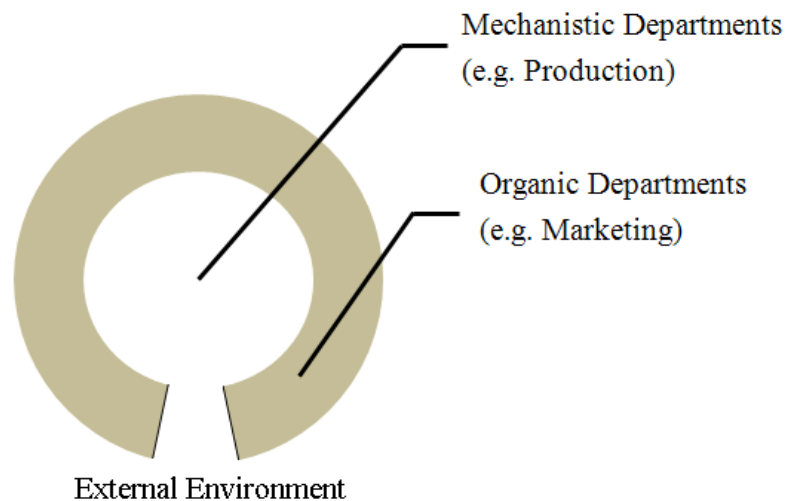 Mechanistic Departments
(e.g. Production)
Organic Departments
(e.g. Marketing)
External Environment